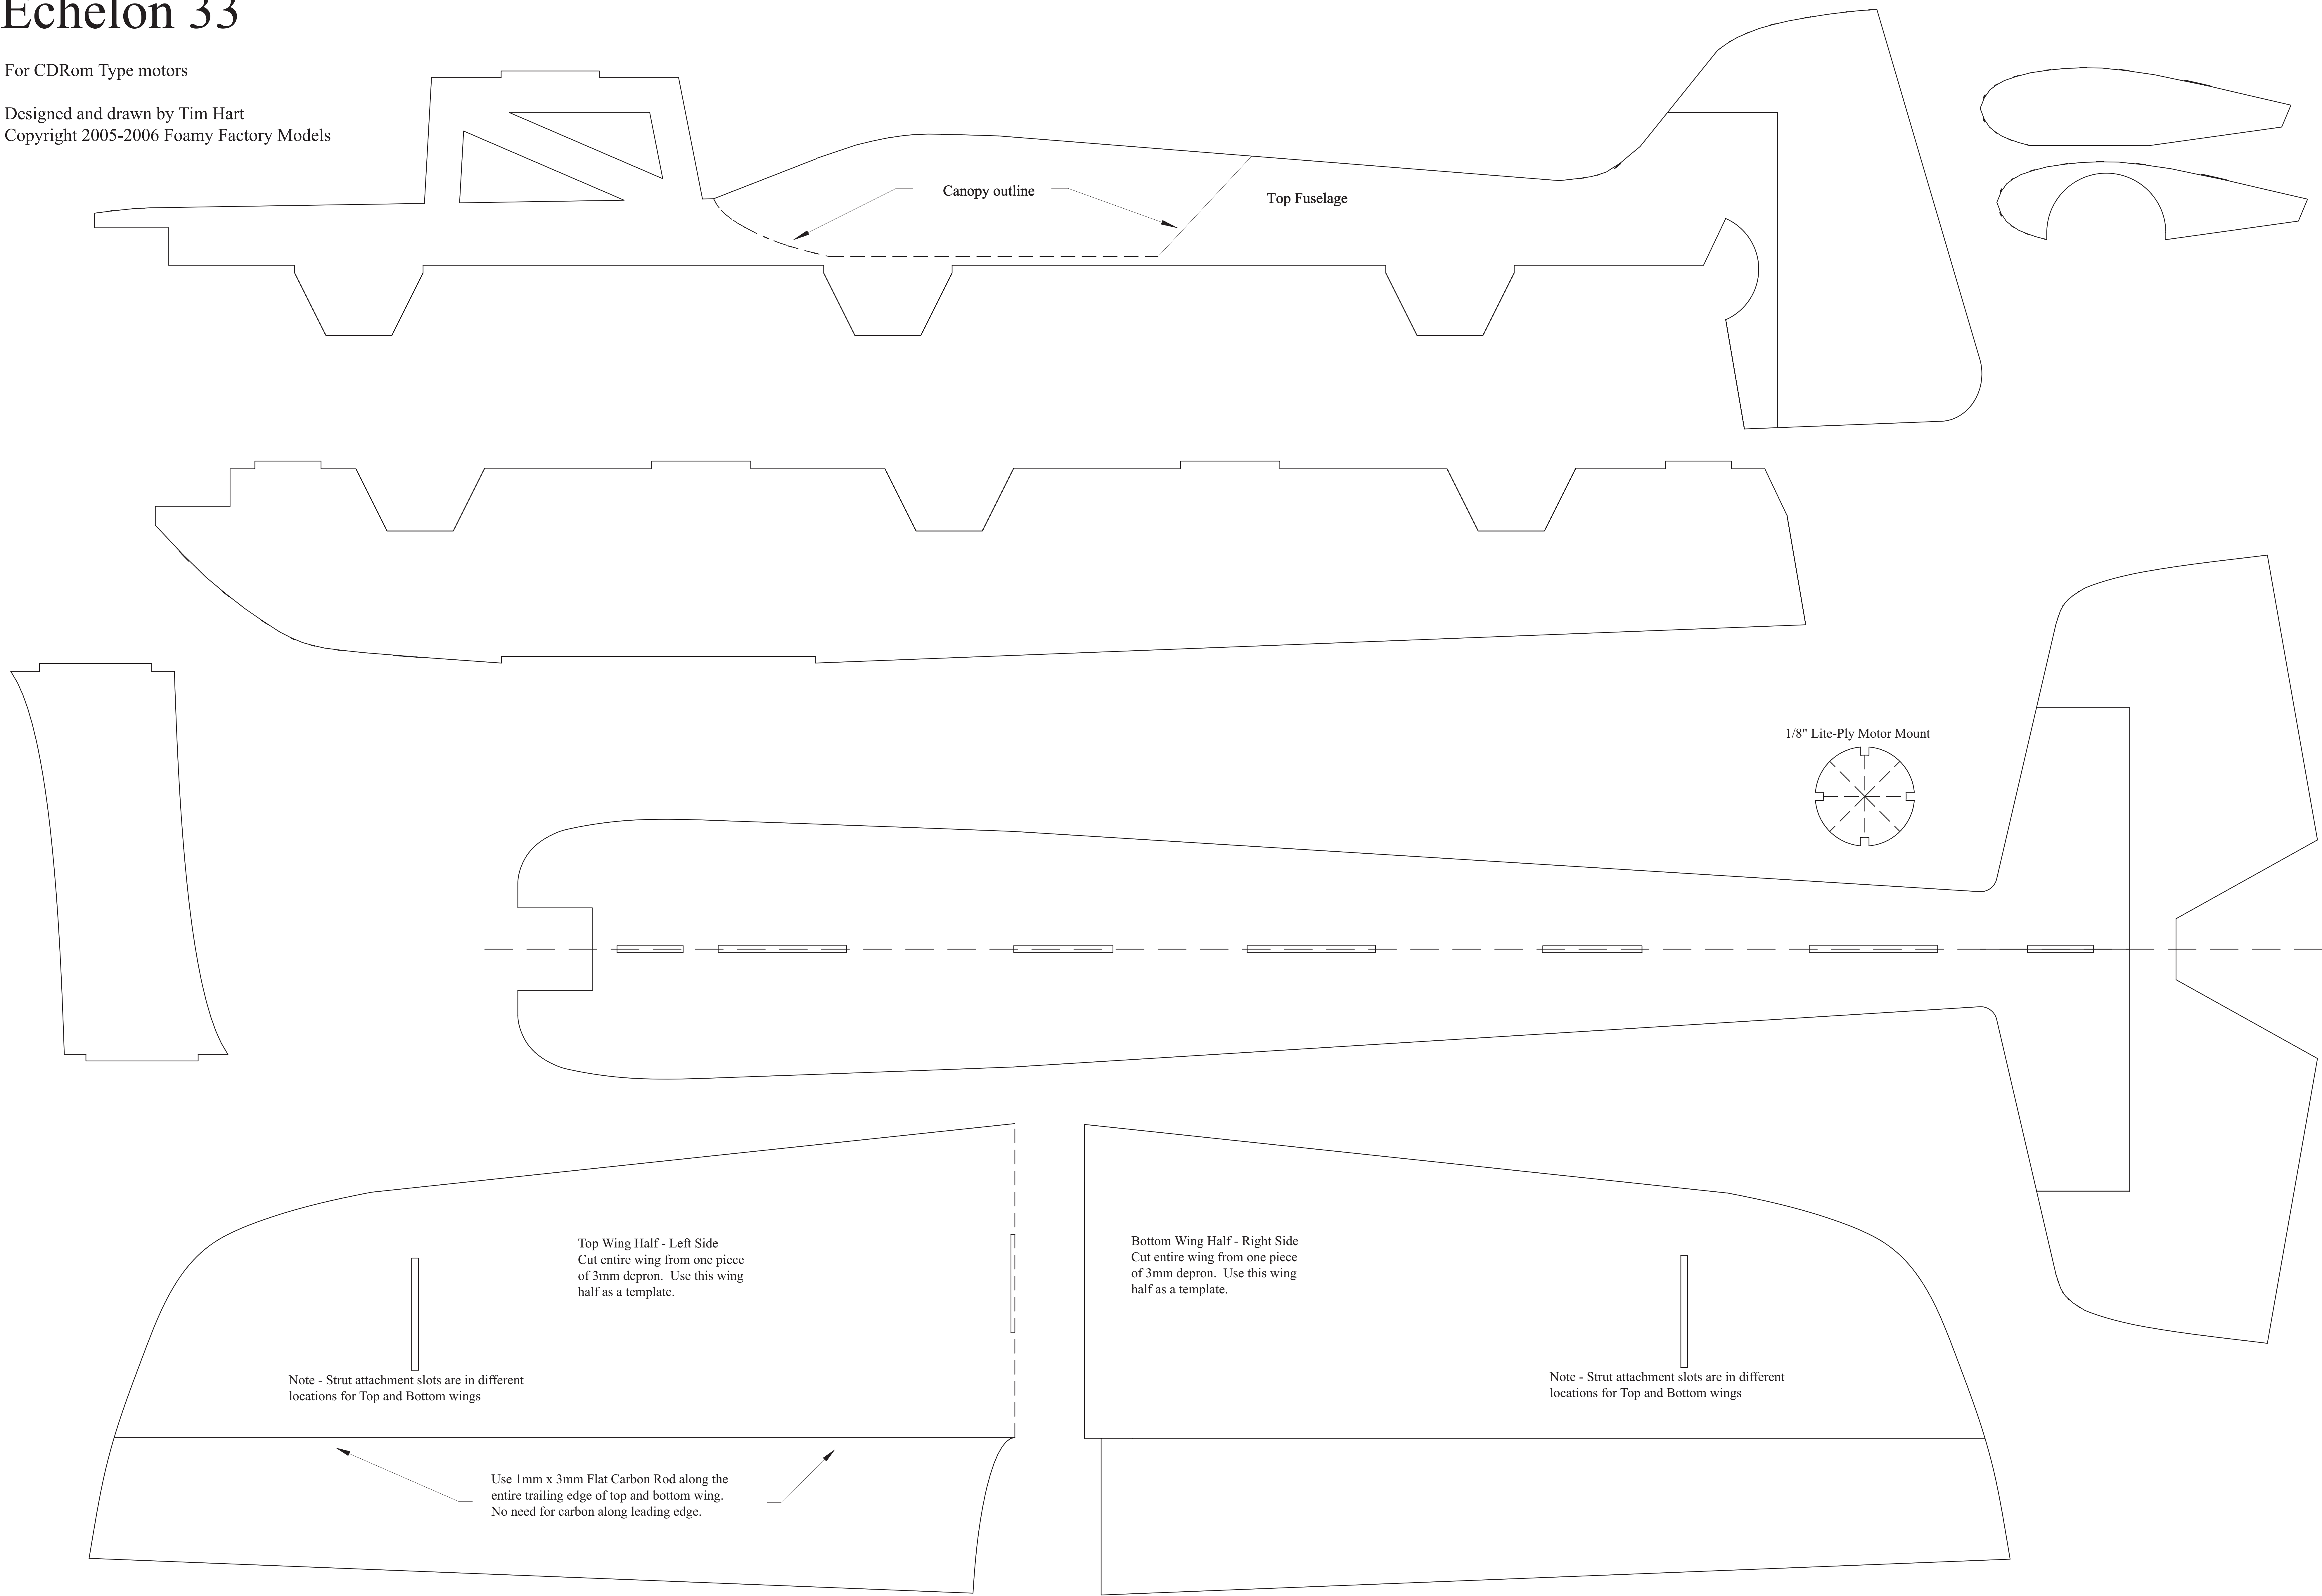 Echelon 33
For CDRom Type motors
Designed and drawn by Tim Hart
Copyright 2005-2006 Foamy Factory Models
Canopy outline
Top Fuselage
1/8" Lite-Ply Motor Mount
Top Wing Half - Left Side
Cut entire wing from one piece
of 3mm depron.  Use this wing
half as a template.
Note - Strut attachment slots are in different
locations for Top and Bottom wings
Use 1mm x 3mm Flat Carbon Rod along the
entire trailing edge of top and bottom wing.
No need for carbon along leading edge.
Bottom Wing Half - Right Side
Cut entire wing from one piece
of 3mm depron.  Use this wing
half as a template.
Note - Strut attachment slots are in different
locations for Top and Bottom wings